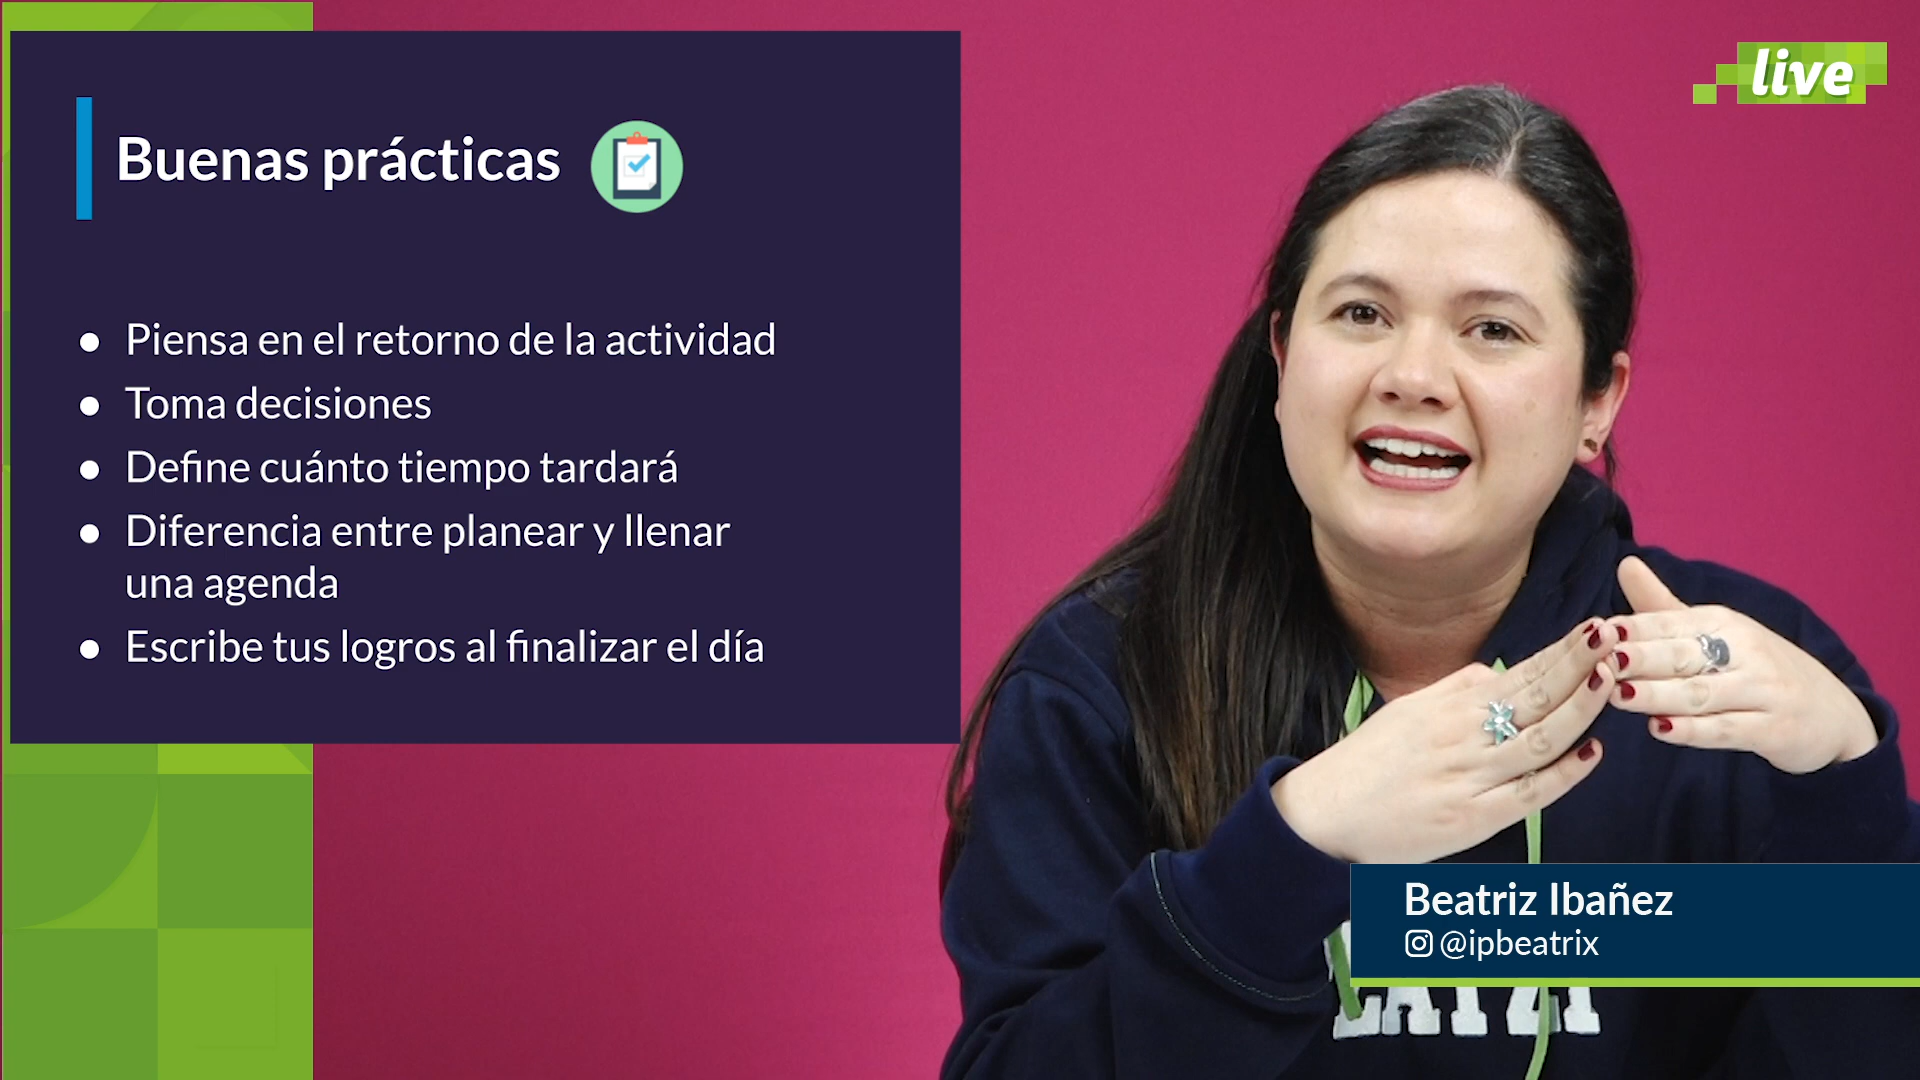 live
Buenas prácticas
● Piensa en el retorno de la actividad
● Toma decisiones
● Define cuánto tiempo tardará
● Diferencia entre planear y llenar
una agenda
● Escribe tus logros al finalizar el día
Beatriz Ibañez
@ipbeatrix